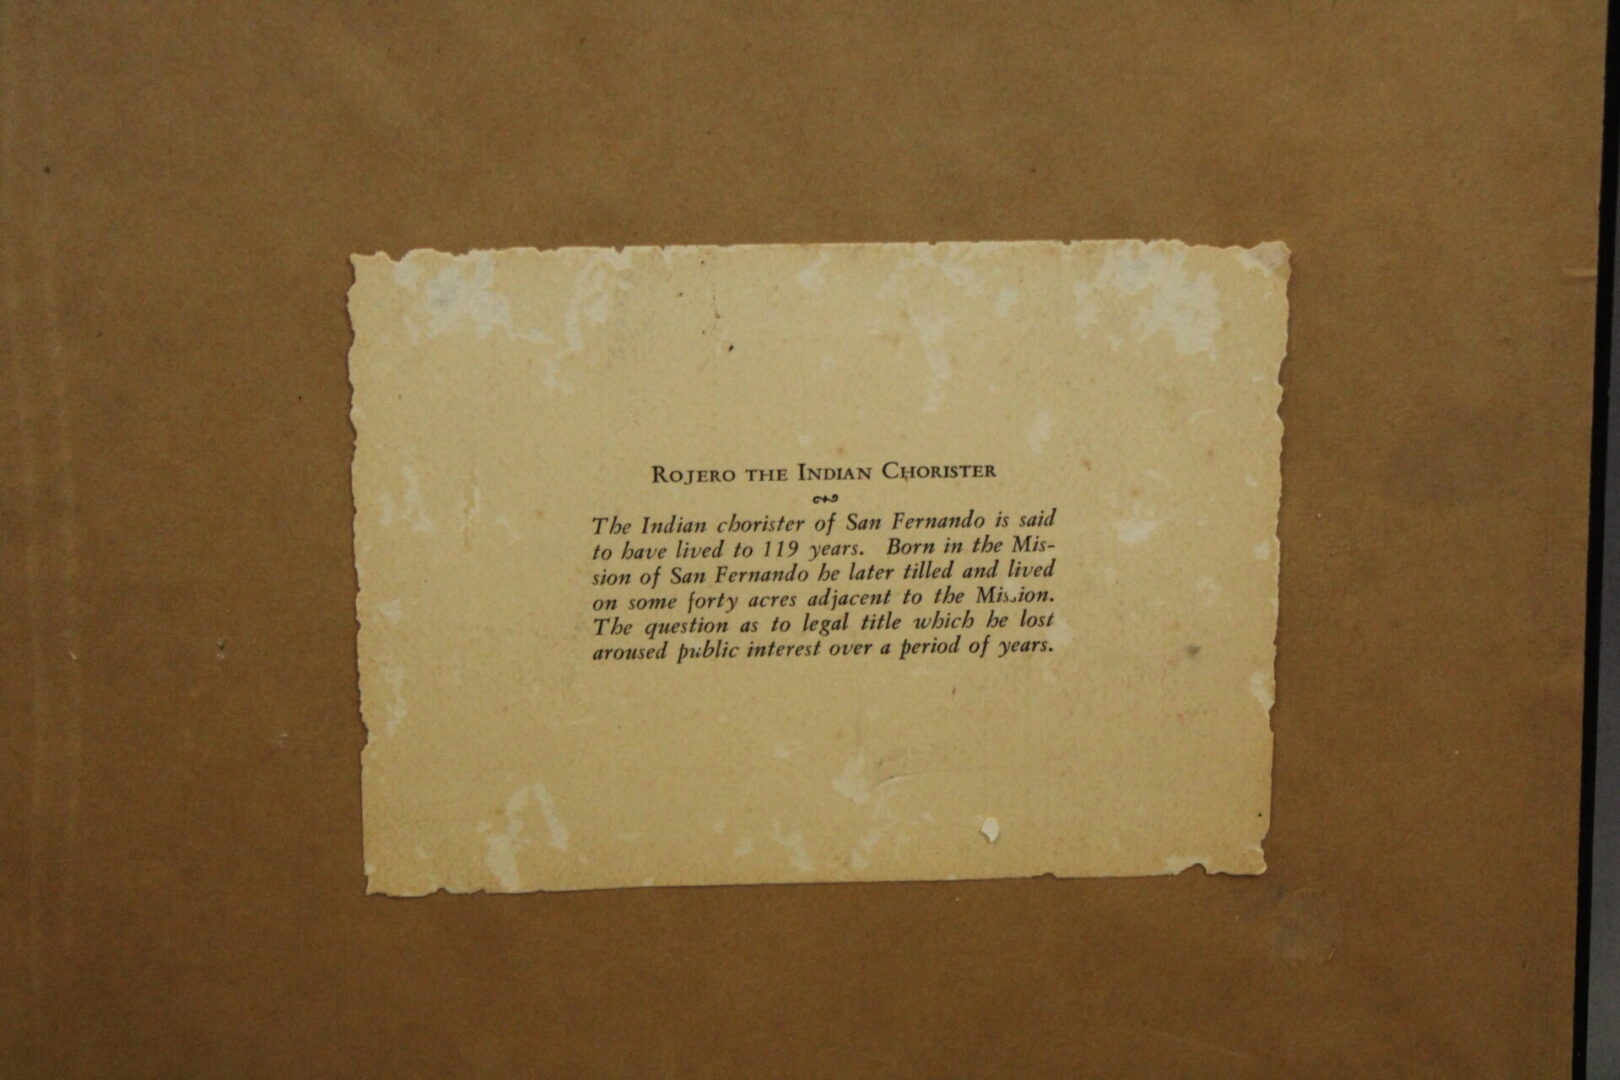 ROJERO THE INDIAN CHORISTER
The Indian chorister of San Fernando is said
to have lived to 119 years. Born in the Mis-
sion of San Fernando he later tilled and lived
on some forty acres adjacent to the Mission.
The question as to legal title which he lost
aroused public interest over a period of years.